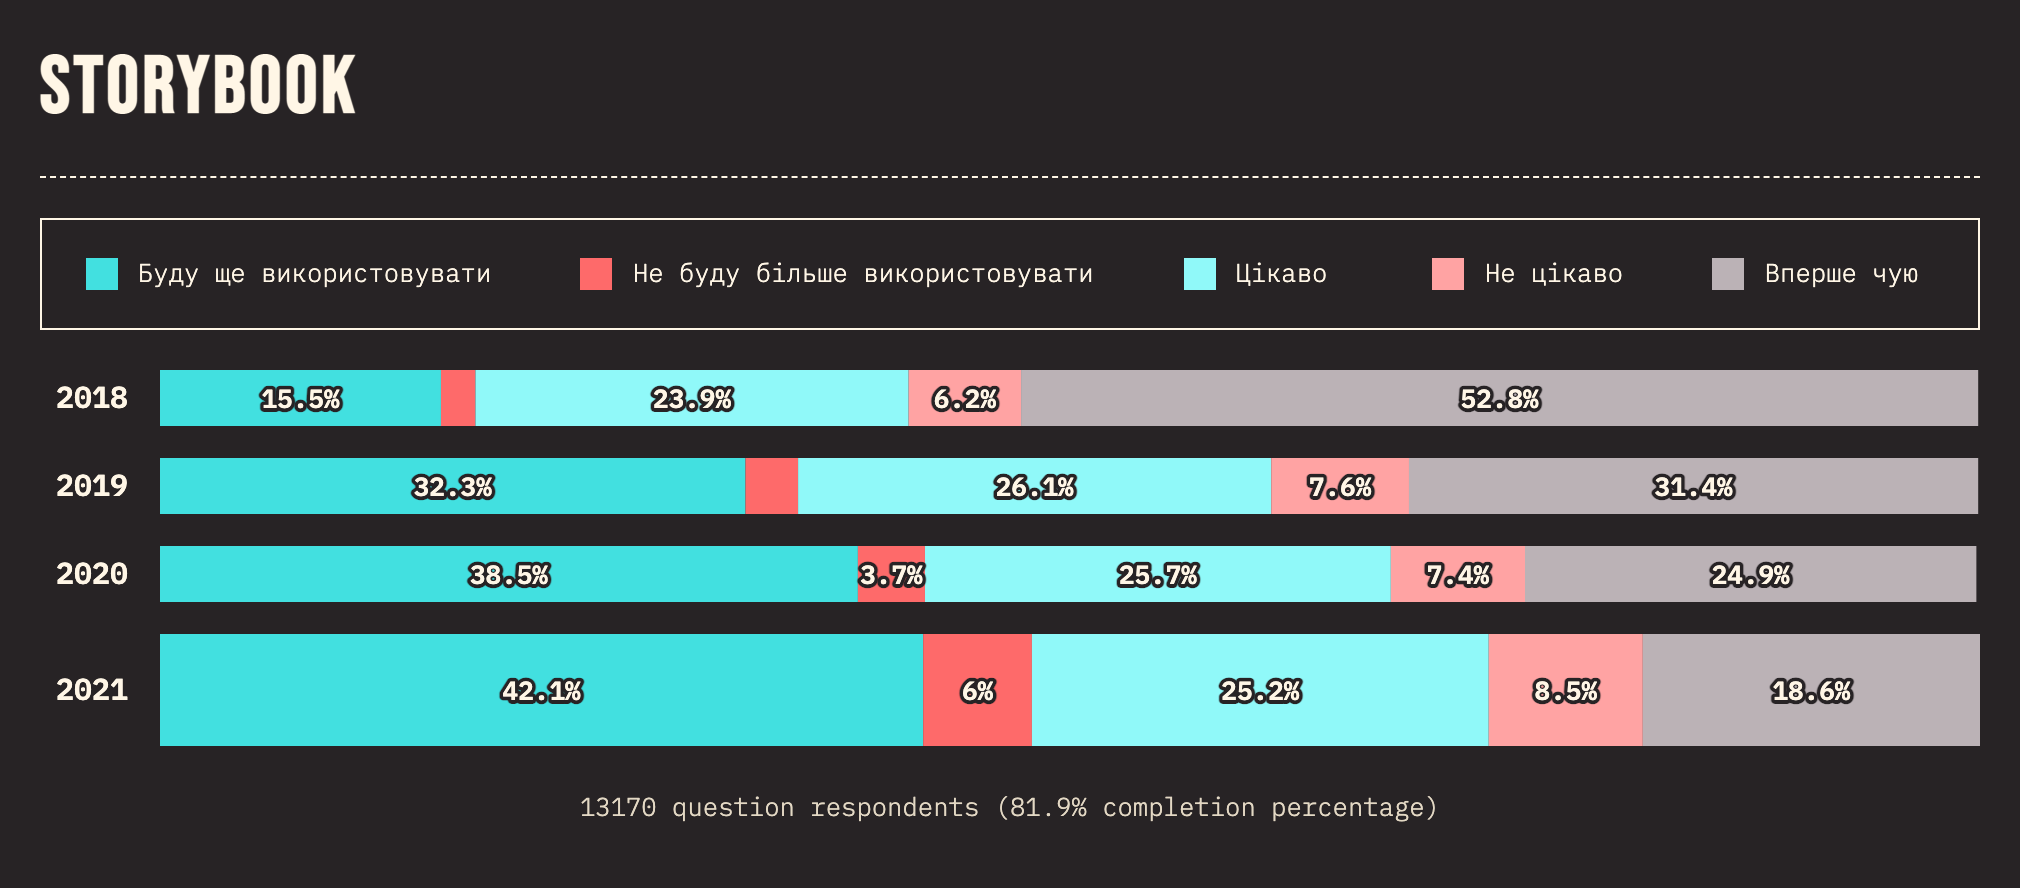 STORYBOOK
Буду ще використовувати Не буду більше використовувати Цікаво Не цікаво Вперше чую
2018 15.5% 23.9% 6.2% 52.8%
2019 32.3% 26.1% 7.6% 31.4%
2020 38.5% 3.7% 25.7% 7.4% 24.9%
2021 42.1% 6% 25.2% 8.5% 18.6%
13170 question respondents (81.9% completion percentage)